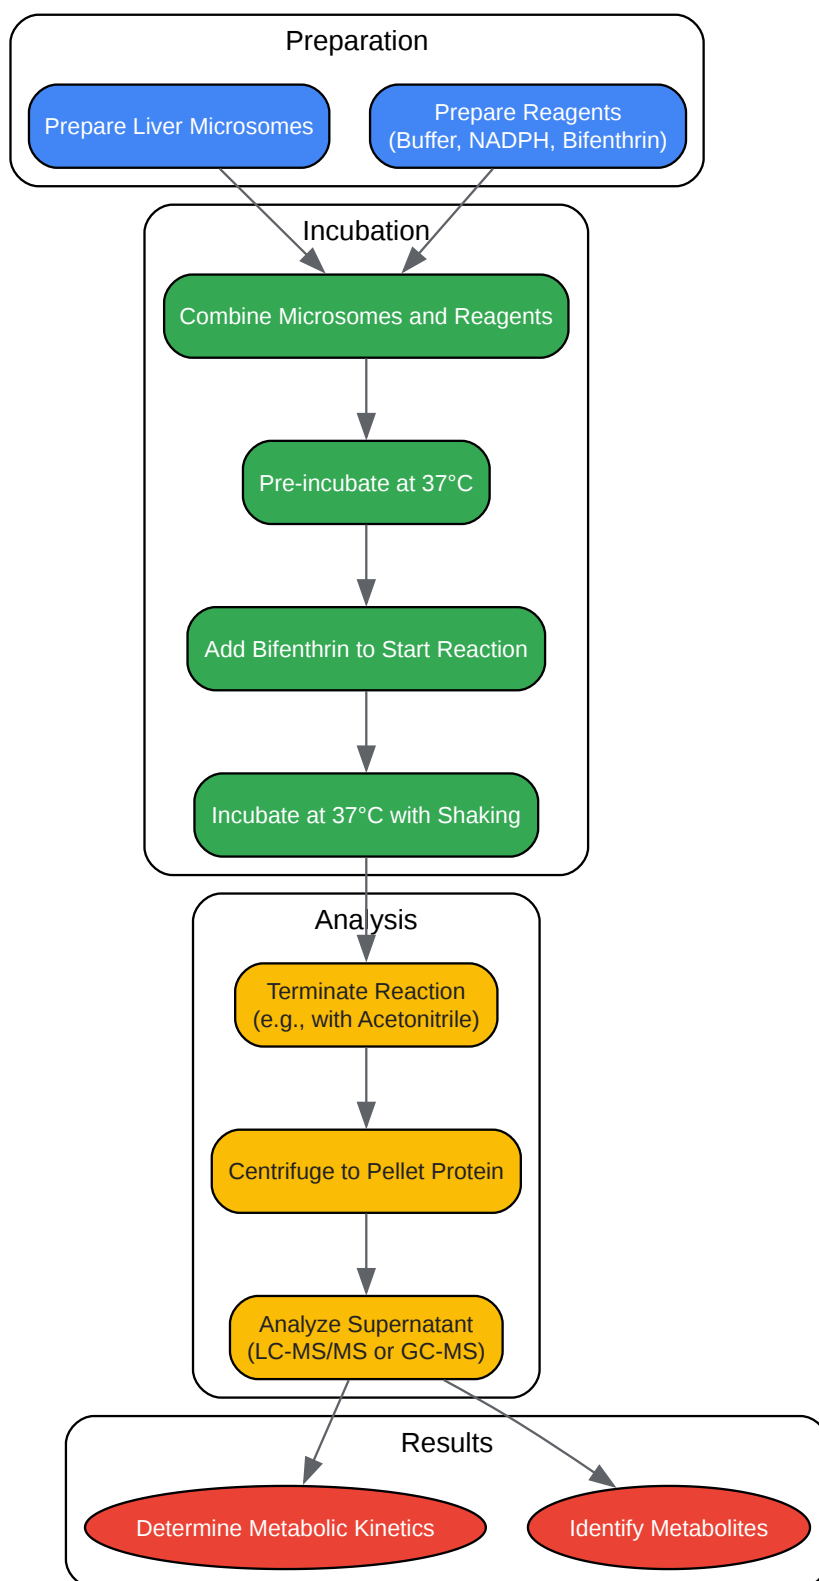 Preparation
Prepare Liver Microsomes
Prepare Reagents
(Buffer, NADPH, Bifenthrin)
Incubation
Combine Microsomes and Reagents
Pre-incubate at 37°C
Add Bifenthrin to Start Reaction
Incubate at 37°C with Shaking
Analysis
Terminate Reaction
(e.g., with Acetonitrile)
Centrifuge to Pellet Protein
Analyze Supernatant
(LC-MS/MS or GC-MS)
Results
Determine Metabolic Kinetics
Identify Metabolites